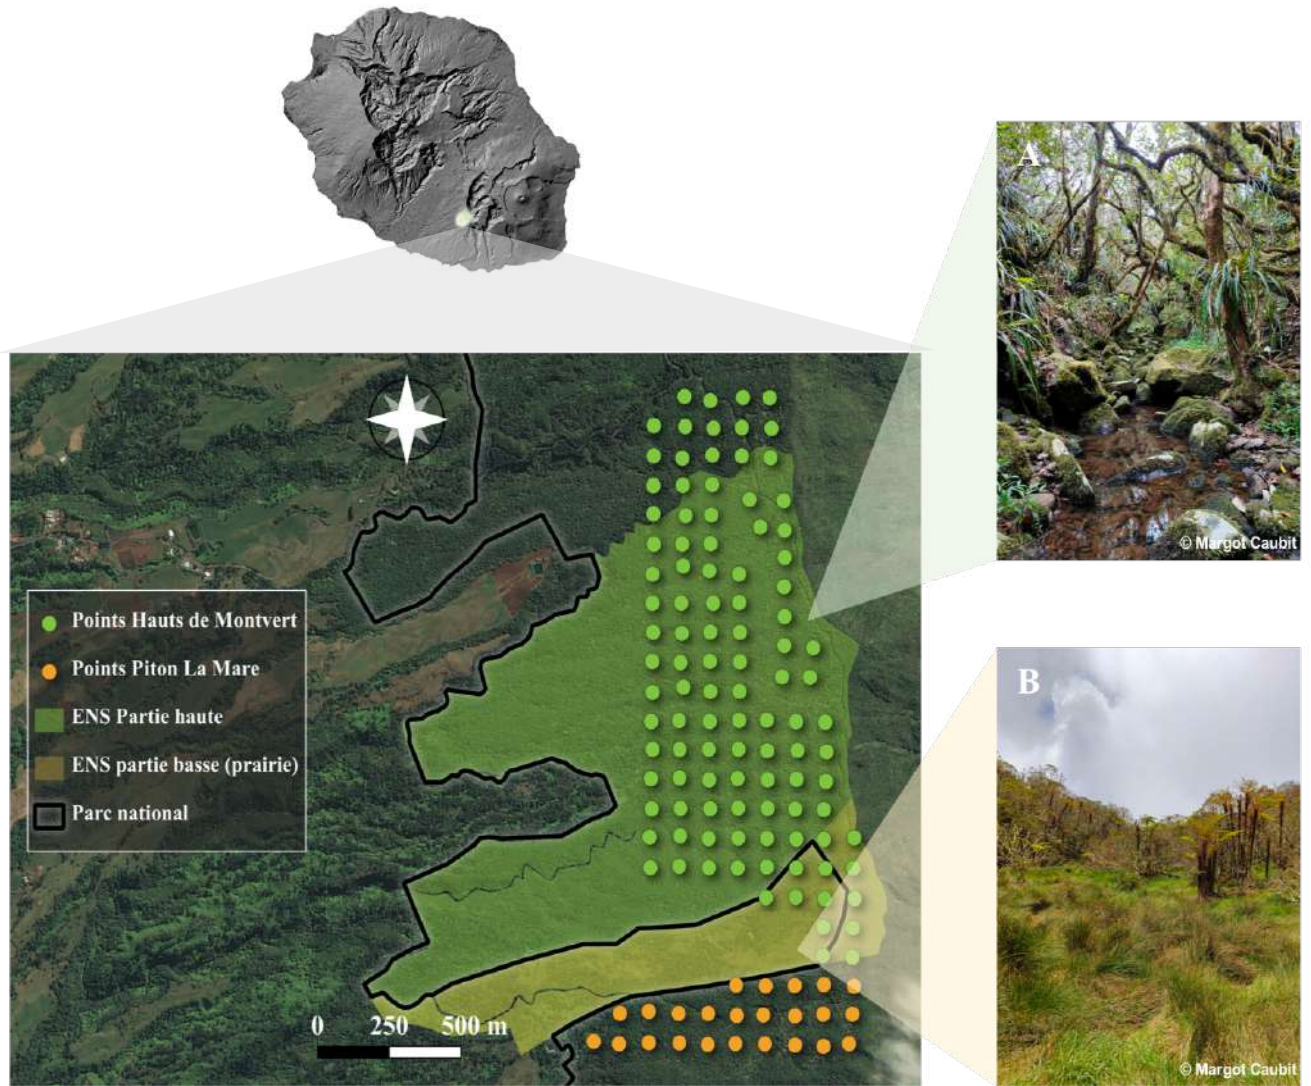 A
© Margot Caubit
Points Hauts de Montvert
Points Piton La Mare
ENS Partie haute
ENS partie basse (prairie)
Parc national
B
0 250 500 m
© Margot Caubit